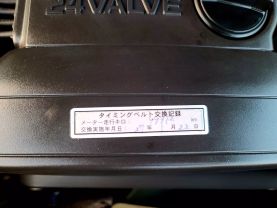 24VALVE
タイミングベルト交換記録
メーター走行キロ: km
交換実施年月日 年 月 日